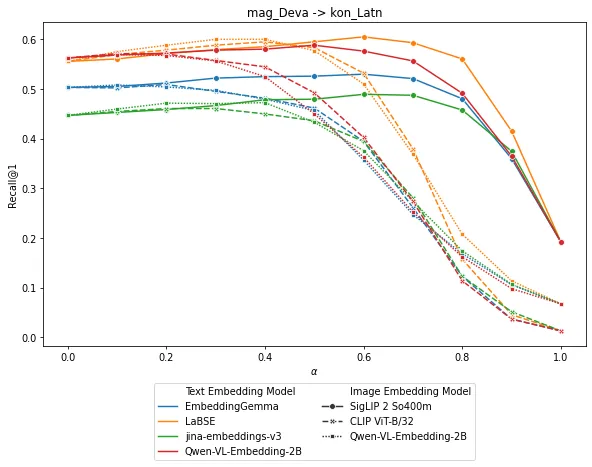 mag_Deva -> kon_Latn
Recall@1
0.6
0.5
0.4
0.3
0.2
0.1
0.0
0.0 0.2 0.4 0.6 0.8 1.0
α
Text Embedding Model Image Embedding Model
EmbeddingGemma SigLIP 2 So400m
LaBSE CLIP ViT-B/32
jina-embeddings-v3 Qwen-VL-Embedding-2B
Qwen-VL-Embedding-2B